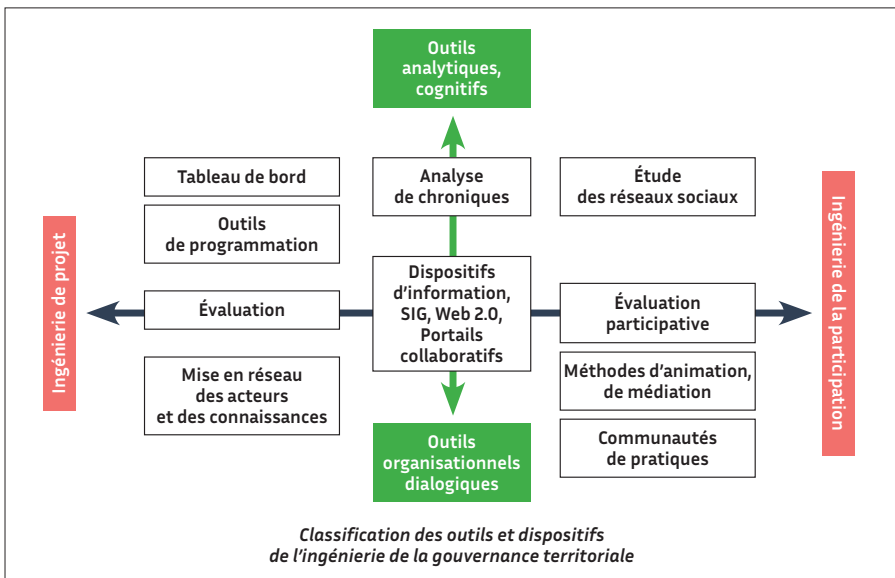 Outils
analytiques,
cognitifs
Tableau de bord
Analyse
de chroniques
Étude
des réseaux sociaux
Outils
de programmation
Ingénierie de projet
Ingénierie de la participation
Évaluation
Dispositifs
d'information,
SIG, Web 2.0,
Portails
collaboratifs
Évaluation
participative
Mise en réseau
des acteurs
et des connaissances
Méthodes d'animation,
de médiation
Outils
organisationnels
dialogiques
Communautés
de pratiques
Classification des outils et dispositifs
de l'ingénierie de la gouvernance territoriale